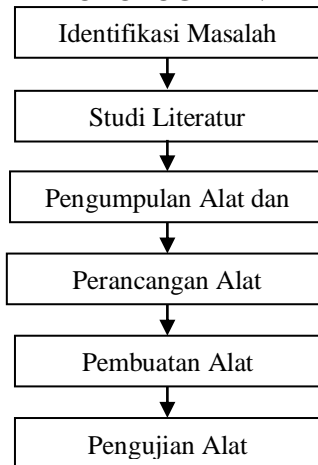 Identifikasi Masalah
Studi Literatur
Pengumpulan Alat dan
Perancangan Alat
Pembuatan Alat
Pengujian Alat